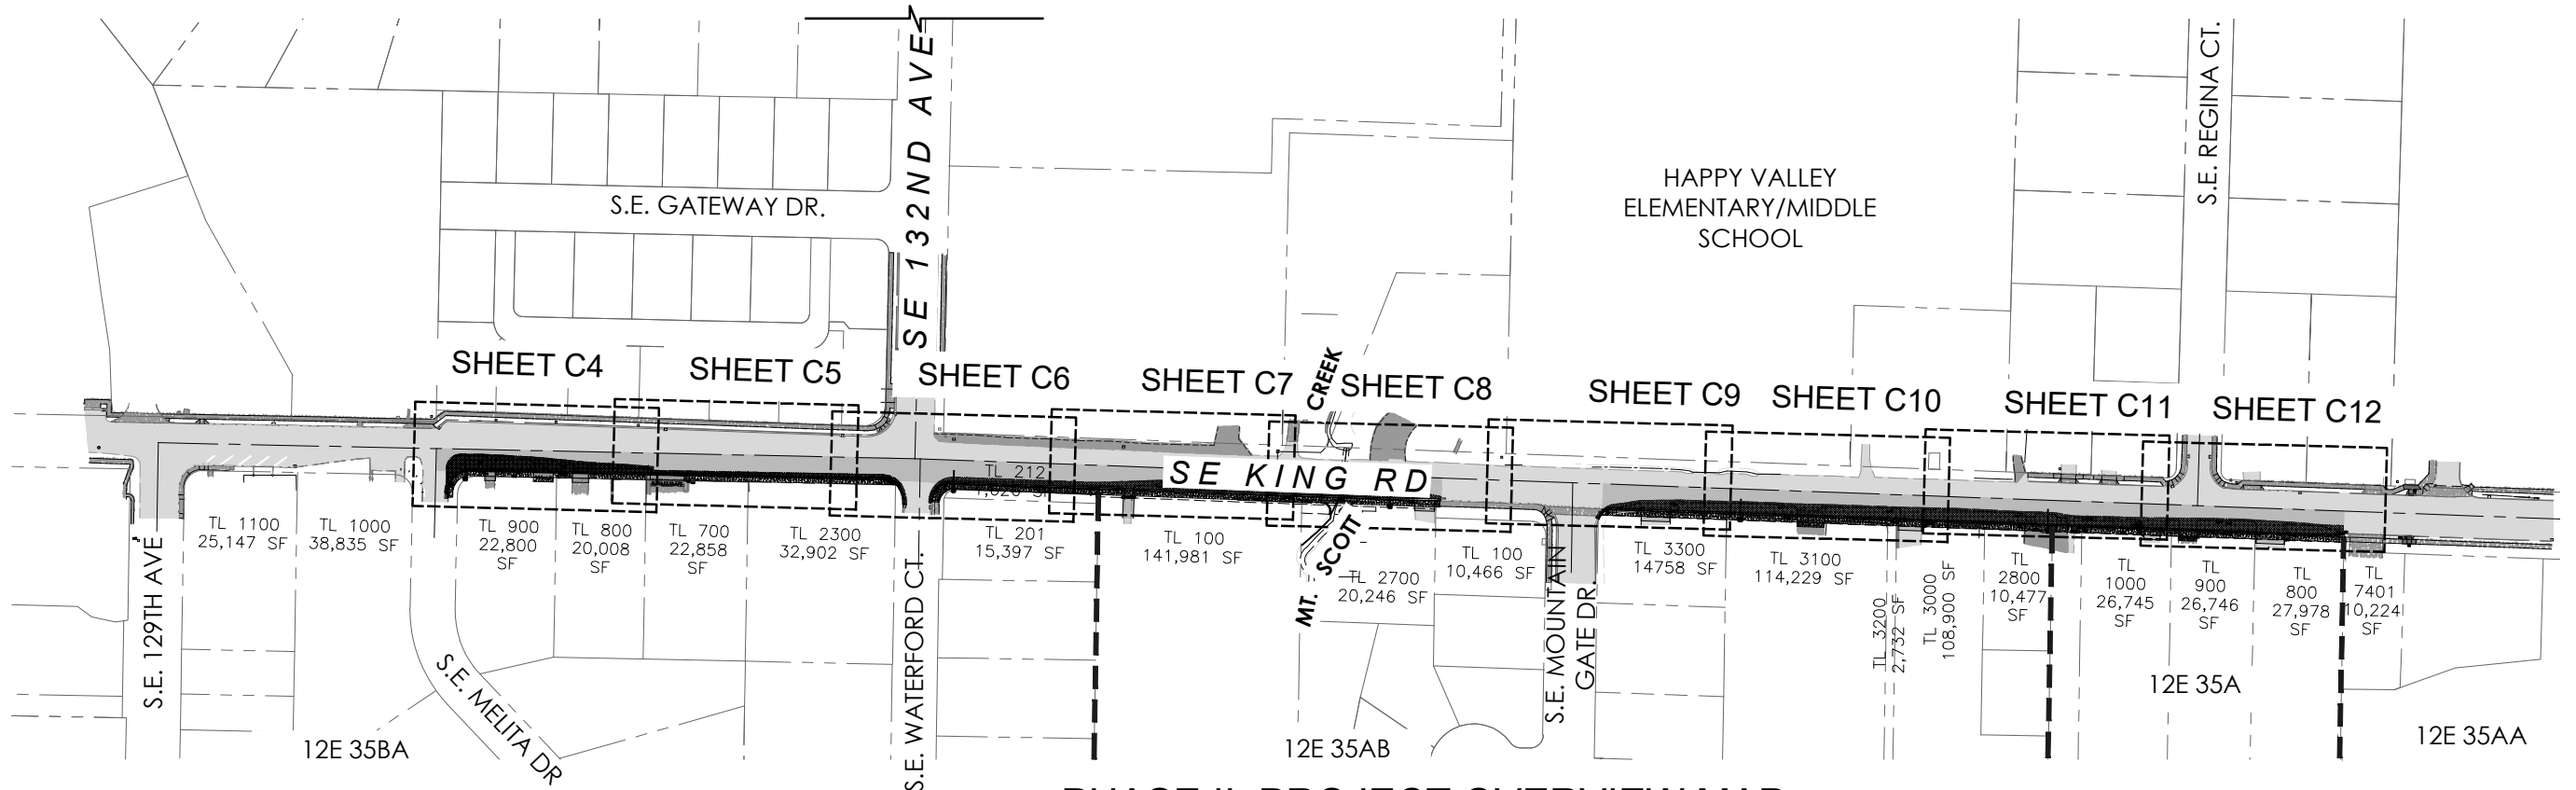 SE 132ND AVE
S.E. REGINA CT.
HAPPY VALLEY
ELEMENTARY/MIDDLE
SCHOOL
S.E. GATEWAY DR.
SHEET C4
SHEET C5
SHEET C6
SHEET C7
CREEK
SHEET C8
SHEET C9
SHEET C10
SHEET C11
SHEET C12
TL 212
SE KING RD
TL 1100
25,147 SF
TL 1000
38,835 SF
TL 900
22,800
SF
TL 800
20,008
SF
TL 700
22,858
SF
TL 2300
32,902 SF
TL 201
15,397 SF
TL 100
141,981 SF
MT. SCOTT
TL 2700
20,246 SF
TL 100
10,466 SF
TL 3300
14758 SF
TL 3100
114,229 SF
TL 3200
2,732 SF
TL 3000
108,900 SF
TL
2800
10,477
SF
TL
1000
26,745
SF
TL
900
26,746
SF
TL
800
27,978
SF
TL
7401
10,224
SF
S.E. 129TH AVE
S.E. MELITA DR
S.E. WATERFORD CT.
S.E. MOUNTAIN
GATE DR.
12E 35BA
12E 35AB
12E 35A
12E 35AA
PHASE II PROJECT OVERVIEW MAP